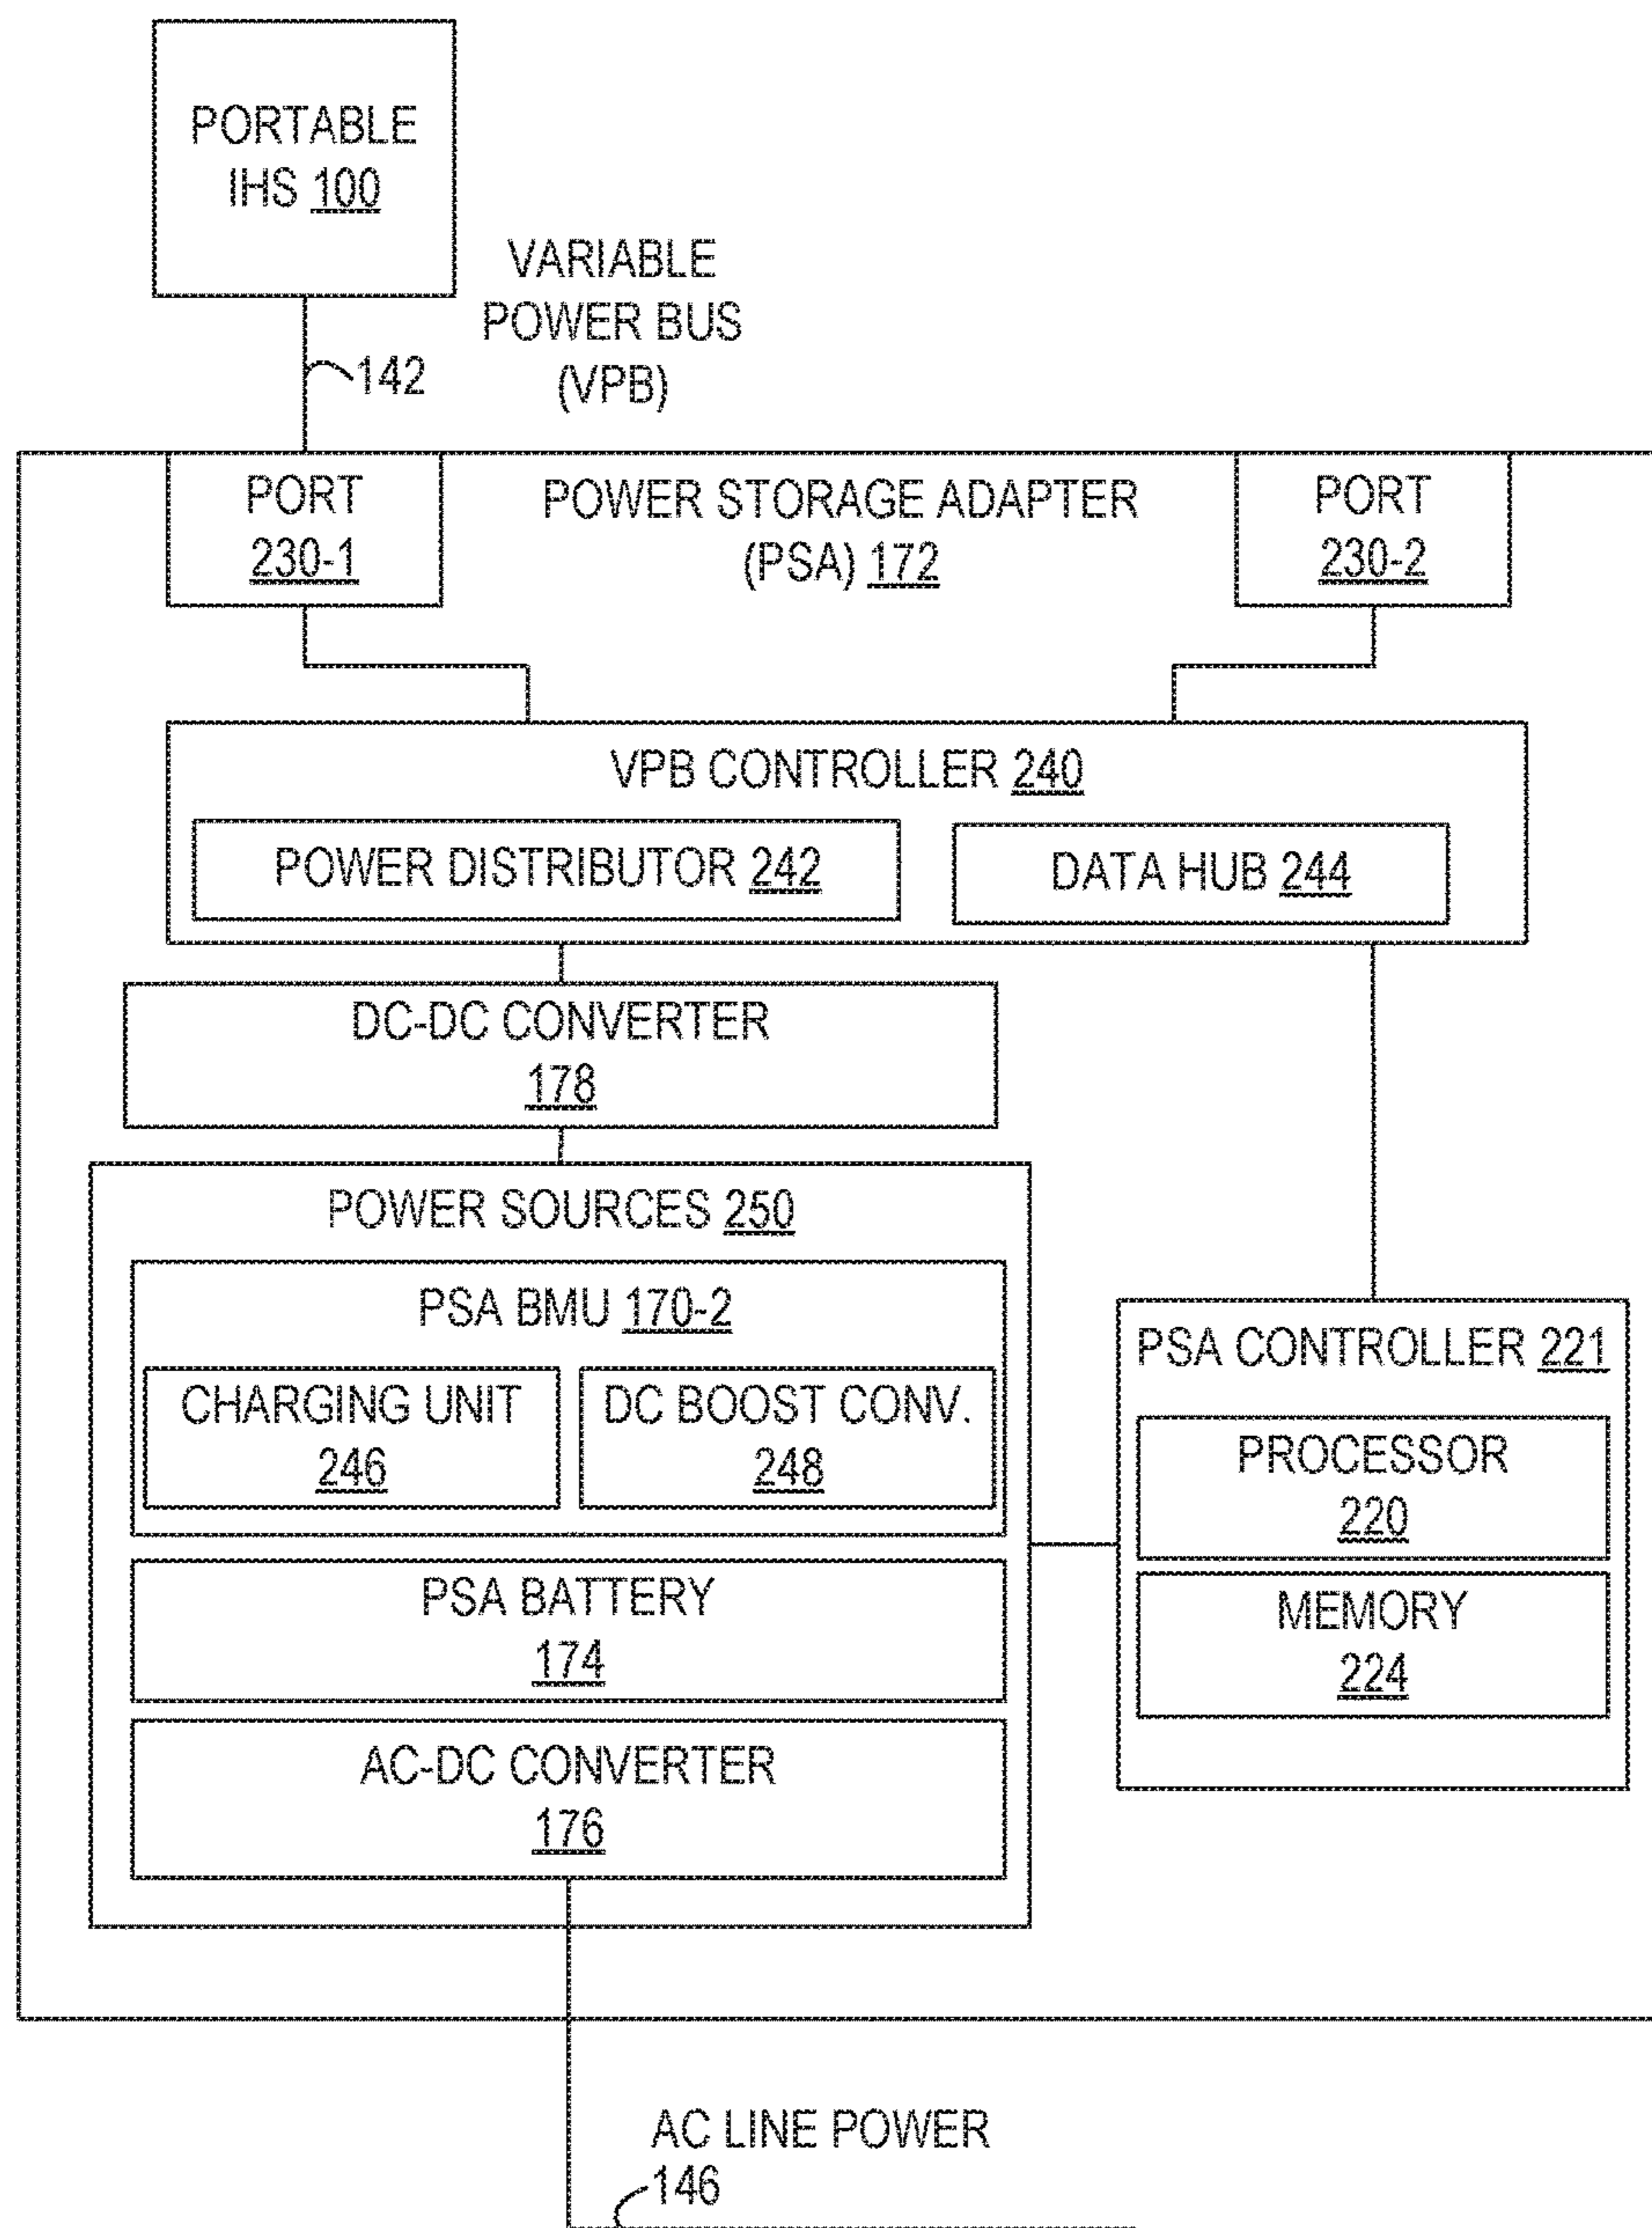 PORTABLE
IHS 100
VARIABLE
POWER BUS
(VPB)
142
PORT
230-1
POWER STORAGE ADAPTER
(PSA) 172
PORT
230-2
VPB CONTROLLER 240
POWER DISTRIBUTOR 242
DATA HUB 244
DC-DC CONVERTER
178
POWER SOURCES 250
PSA BMU 170-2
CHARGING UNIT
246
DC BOOST CONV.
248
PSA BATTERY
174
AC-DC CONVERTER
176
PSA CONTROLLER 221
PROCESSOR
220
MEMORY
224
AC LINE POWER
146